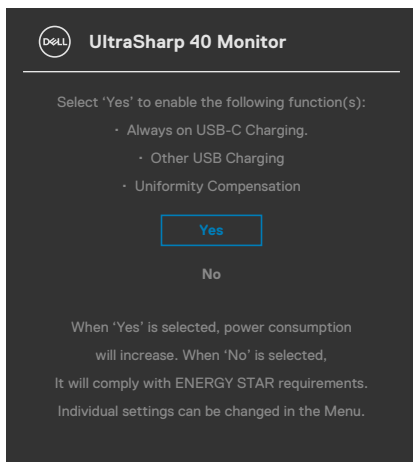 DELL UltraSharp 40 Monitor
Select ‘Yes’ to enable the following function(s):
· Always on USB-C Charging.
· Other USB Charging
· Uniformity Compensation
Yes
No
When ‘Yes’ is selected, power consumption
will increase. When ‘No’ is selected,
It will comply with ENERGY STAR requirements.
Individual settings can be changed in the Menu.